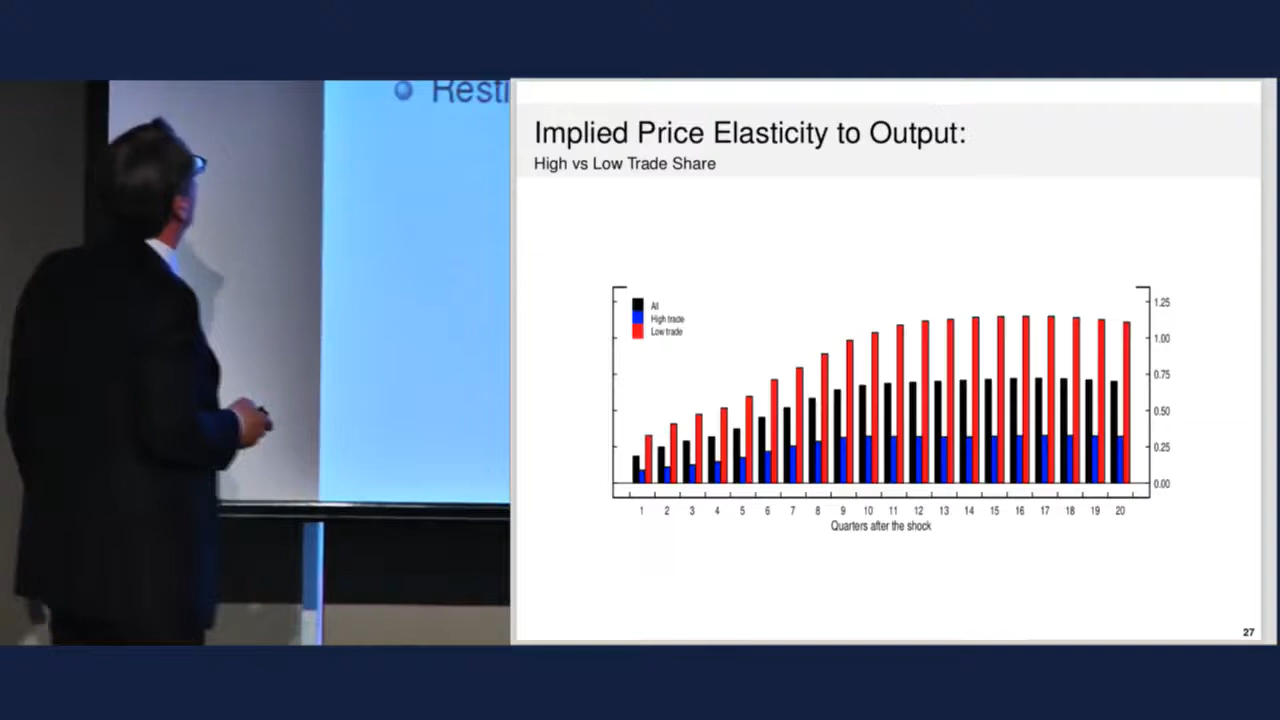 Resti
Implied Price Elasticity to Output:
High vs Low Trade Share
All
High trade
Low trade
1.25
1.00
0.75
0.50
0.25
0.00
1 2 3 4 5 6 7 8 9 10 11 12 13 14 15 16 17 18 19 20
Quarters after the shock
27